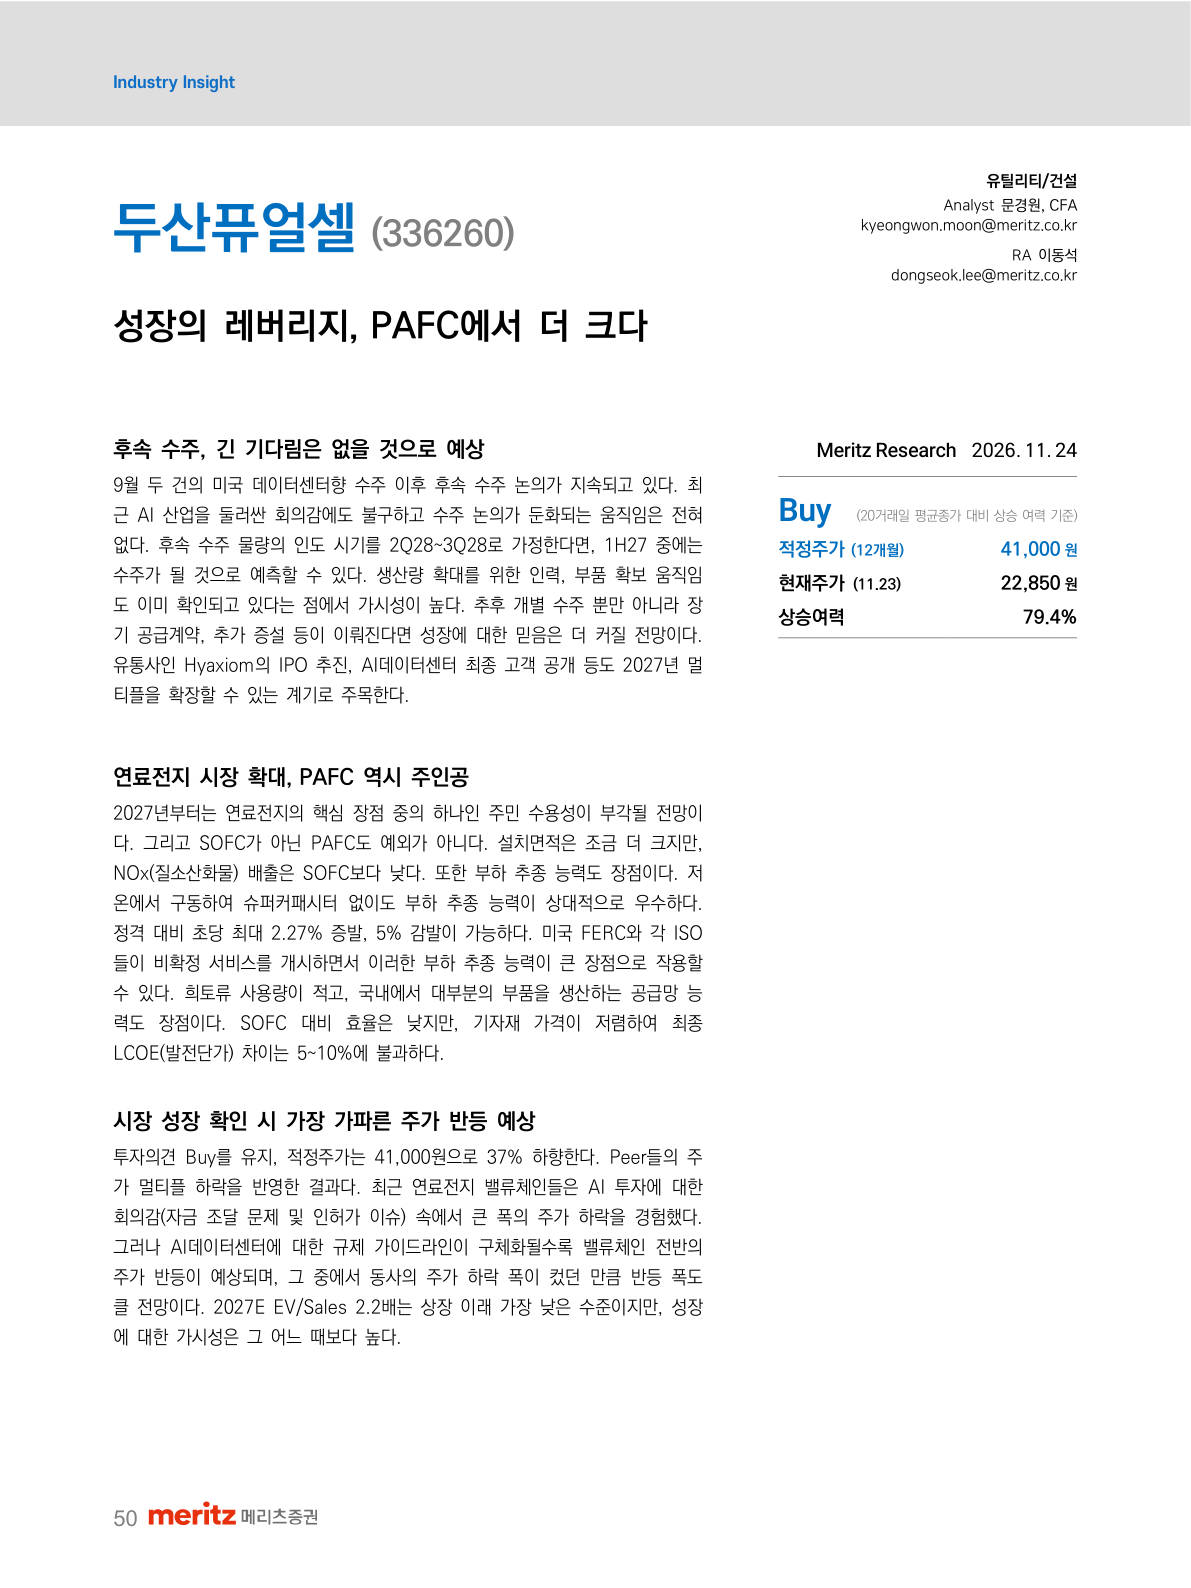 Industry Insight
유틸리티/건설
Analyst 문경원, CFA
kyeongwon.moon@meritz.co.kr
RA 이동석
dongseok.lee@meritz.co.kr
두산퓨얼셀 (336260)
성장의 레버리지, PAFC에서 더 크다
후속 수주, 긴 기다림은 없을 것으로 예상
9월 두 건의 미국 데이터센터향 수주 이후 후속 수주 논의가 지속되고 있다. 최
근 AI 산업을 둘러싼 회의감에도 불구하고 수주 논의가 둔화되는 움직임은 전혀
없다. 후속 수주 물량의 인도 시기를 2Q28~3Q28로 가정한다면, 1H27 중에는
수주가 될 것으로 예측할 수 있다. 생산량 확대를 위한 인력, 부품 확보 움직임
도 이미 확인되고 있다는 점에서 가시성이 높다. 추후 개별 수주 뿐만 아니라 장
기 공급계약, 추가 증설 등이 이뤄진다면 성장에 대한 믿음은 더 커질 전망이다.
유통사인 Hyaxiom의 IPO 추진, AI데이터센터 최종 고객 공개 등도 2027년 멀
티플을 확장할 수 있는 계기로 주목한다.
연료전지 시장 확대, PAFC 역시 주인공
2027년부터는 연료전지의 핵심 장점 중의 하나인 주민 수용성이 부각될 전망이
다. 그리고 SOFC가 아닌 PAFC도 예외가 아니다. 설치면적은 조금 더 크지만,
NOx(질소산화물) 배출은 SOFC보다 낮다. 또한 부하 추종 능력도 장점이다. 저
온에서 구동하여 슈퍼커패시터 없이도 부하 추종 능력이 상대적으로 우수하다.
정격 대비 초당 최대 2.27% 증발, 5% 감발이 가능하다. 미국 FERC와 각 ISO
들이 비확정 서비스를 개시하면서 이러한 부하 추종 능력이 큰 장점으로 작용할
수 있다. 희토류 사용량이 적고, 국내에서 대부분의 부품을 생산하는 공급망 능
력도 장점이다. SOFC 대비 효율은 낮지만, 기자재 가격이 저렴하여 최종
LCOE(발전단가) 차이는 5~10%에 불과하다.
시장 성장 확인 시 가장 가파른 주가 반등 예상
투자의견 Buy를 유지, 적정주가는 41,000원으로 37% 하향한다. Peer들의 주
가 멀티플 하락을 반영한 결과다. 최근 연료전지 밸류체인들은 AI 투자에 대한
회의감(자금 조달 문제 및 인허가 이슈) 속에서 큰 폭의 주가 하락을 경험했다.
그러나 AI데이터센터에 대한 규제 가이드라인이 구체화될수록 밸류체인 전반의
주가 반등이 예상되며, 그 중에서 동사의 주가 하락 폭이 컸던 만큼 반등 폭도
클 전망이다. 2027E EV/Sales 2.2배는 상장 이래 가장 낮은 수준이지만, 성장
에 대한 가시성은 그 어느 때보다 높다.
Meritz Research 2026. 11. 24
Buy (20거래일 평균종가 대비 상승 여력 기준)
적정주가 (12개월) 41,000 원
현재주가 (11.23) 22,850 원
상승여력 79.4%
50 meritz 메리츠증권